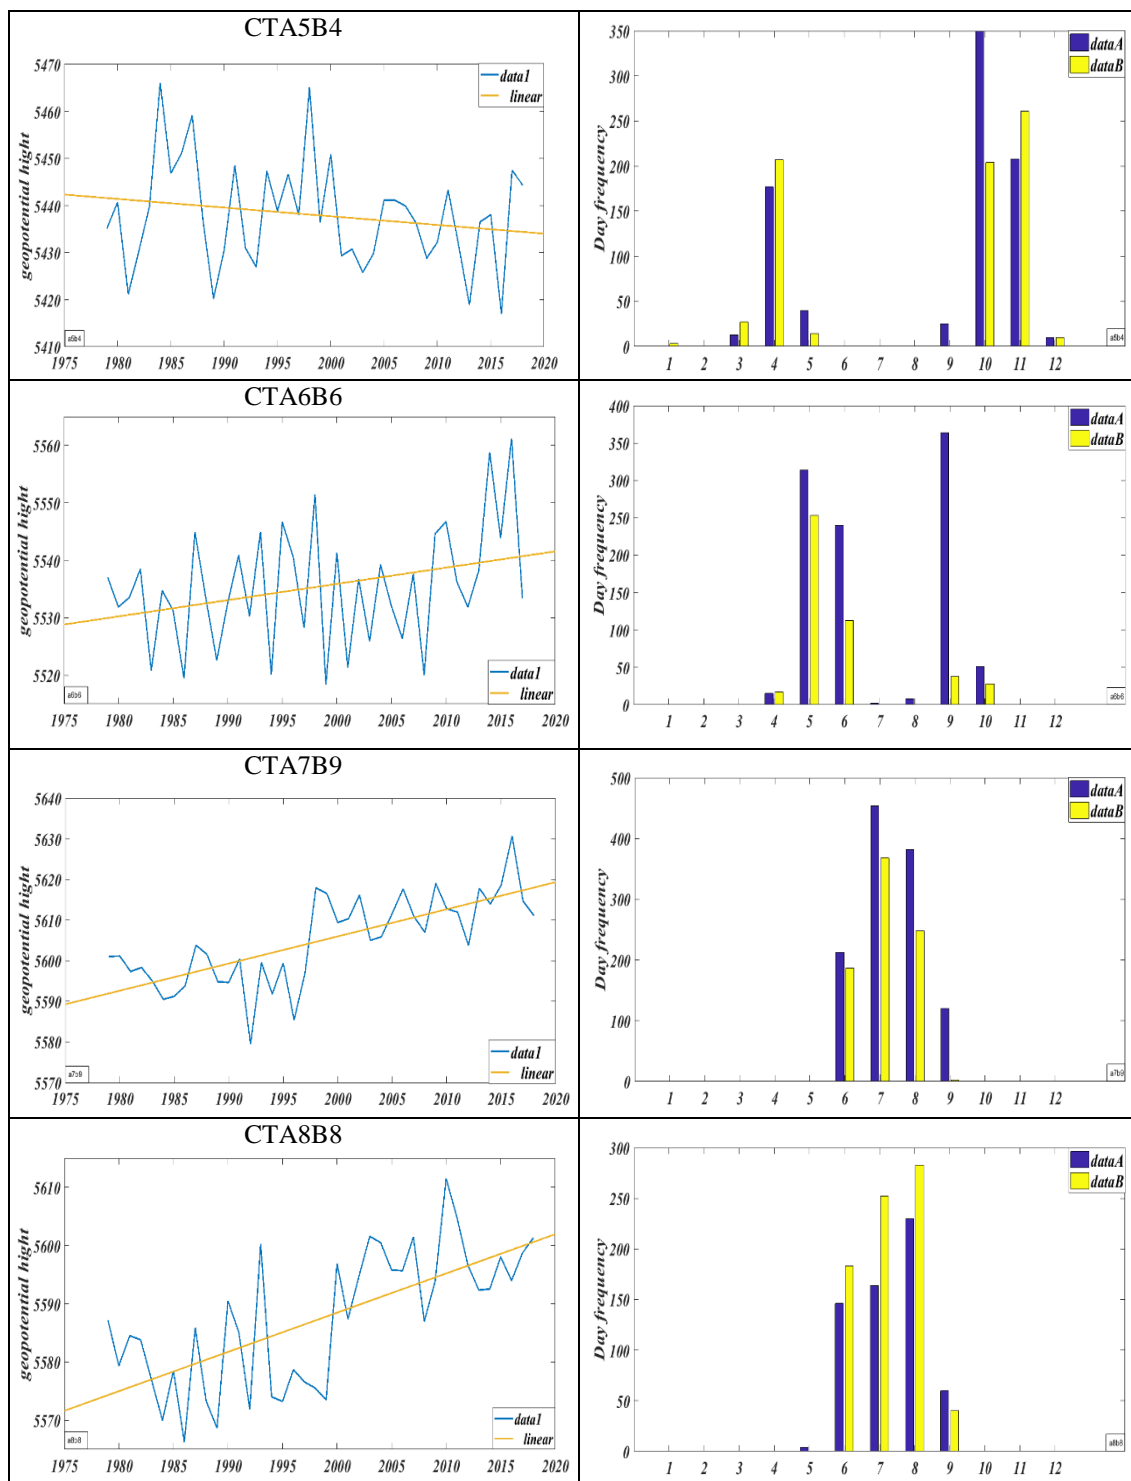 CTA5B4
5470
5460
5450
5440
5430
5420
5410
geopotential hight
data1
linear
a5b4
1975 1980 1985 1990 1995 2000 2005 2010 2015 2020
350
300
250
200
150
100
50
0
Day frequency
dataA
dataB
a5b4
1 2 3 4 5 6 7 8 9 10 11 12
CTA6B6
5560
5550
5540
5530
5520
geopotential hight
data1
linear
a6b6
1975 1980 1985 1990 1995 2000 2005 2010 2015 2020
400
350
300
250
200
150
100
50
0
Day frequency
dataA
dataB
a6b6
1 2 3 4 5 6 7 8 9 10 11 12
CTA7B9
5640
5630
5620
5610
5600
5590
5580
5570
geopotential hight
data1
linear
a7b9
1975 1980 1985 1990 1995 2000 2005 2010 2015 2020
500
400
300
200
100
0
Day frequency
dataA
dataB
a7b9
1 2 3 4 5 6 7 8 9 10 11 12
CTA8B8
5610
5600
5590
5580
5570
geopotential hight
data1
linear
a8b8
1975 1980 1985 1990 1995 2000 2005 2010 2015 2020
300
250
200
150
100
50
0
Day frequency
dataA
dataB
a8b8
1 2 3 4 5 6 7 8 9 10 11 12